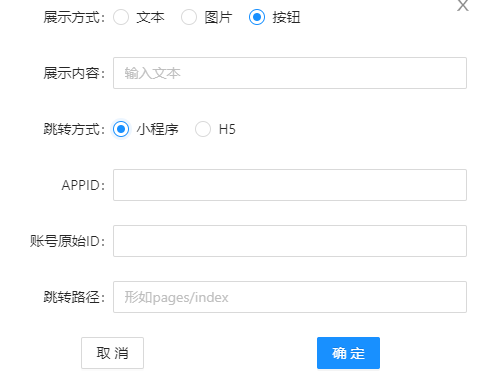 展示方式: 文本 图片 按钮
展示内容: 输入文本
跳转方式: 小程序 H5
APPID:
账号原始ID:
跳转路径: 形如pages/index
取 消 确 定